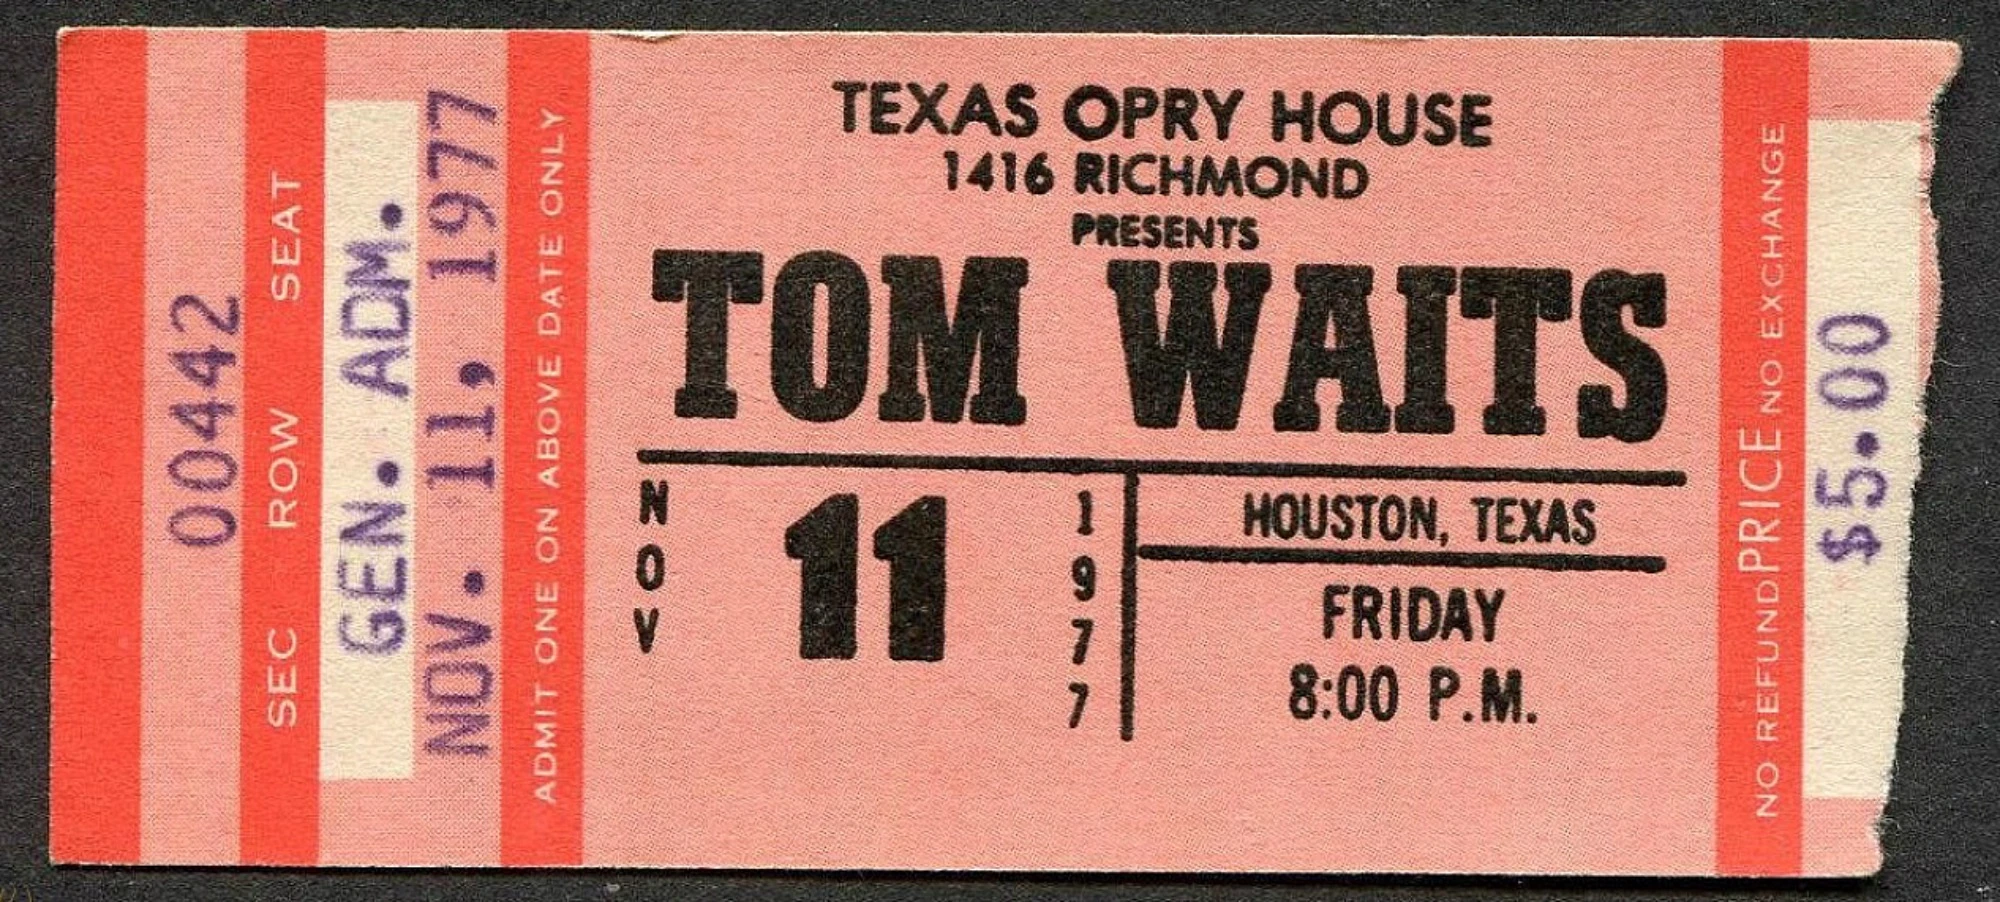 00442
SEC ROW SEAT
GEN. ADM.
NOV. 11, 1977
ADMIT ONE ON ABOVE DATE ONLY
TEXAS OPRY HOUSE
1416 RICHMOND
PRESENTS
TOM WAITS
NOV
11
1977
HOUSTON, TEXAS
FRIDAY
8:00 P.M.
NO REFUND PRICE NO EXCHANGE
$5.00